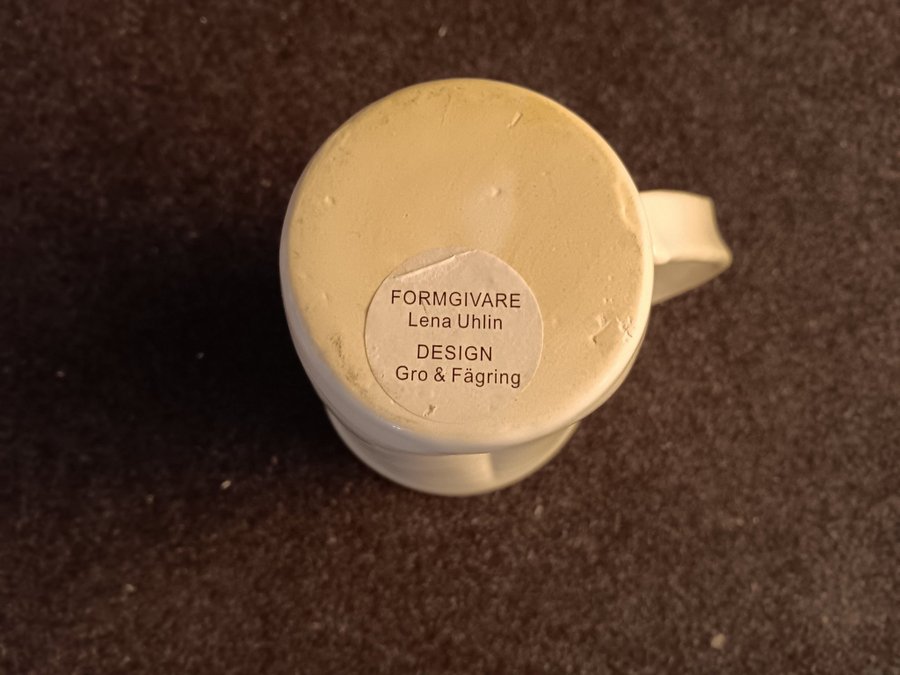 FORMGIVARE
Lena Uhlin
DESIGN
Gro & Fägring